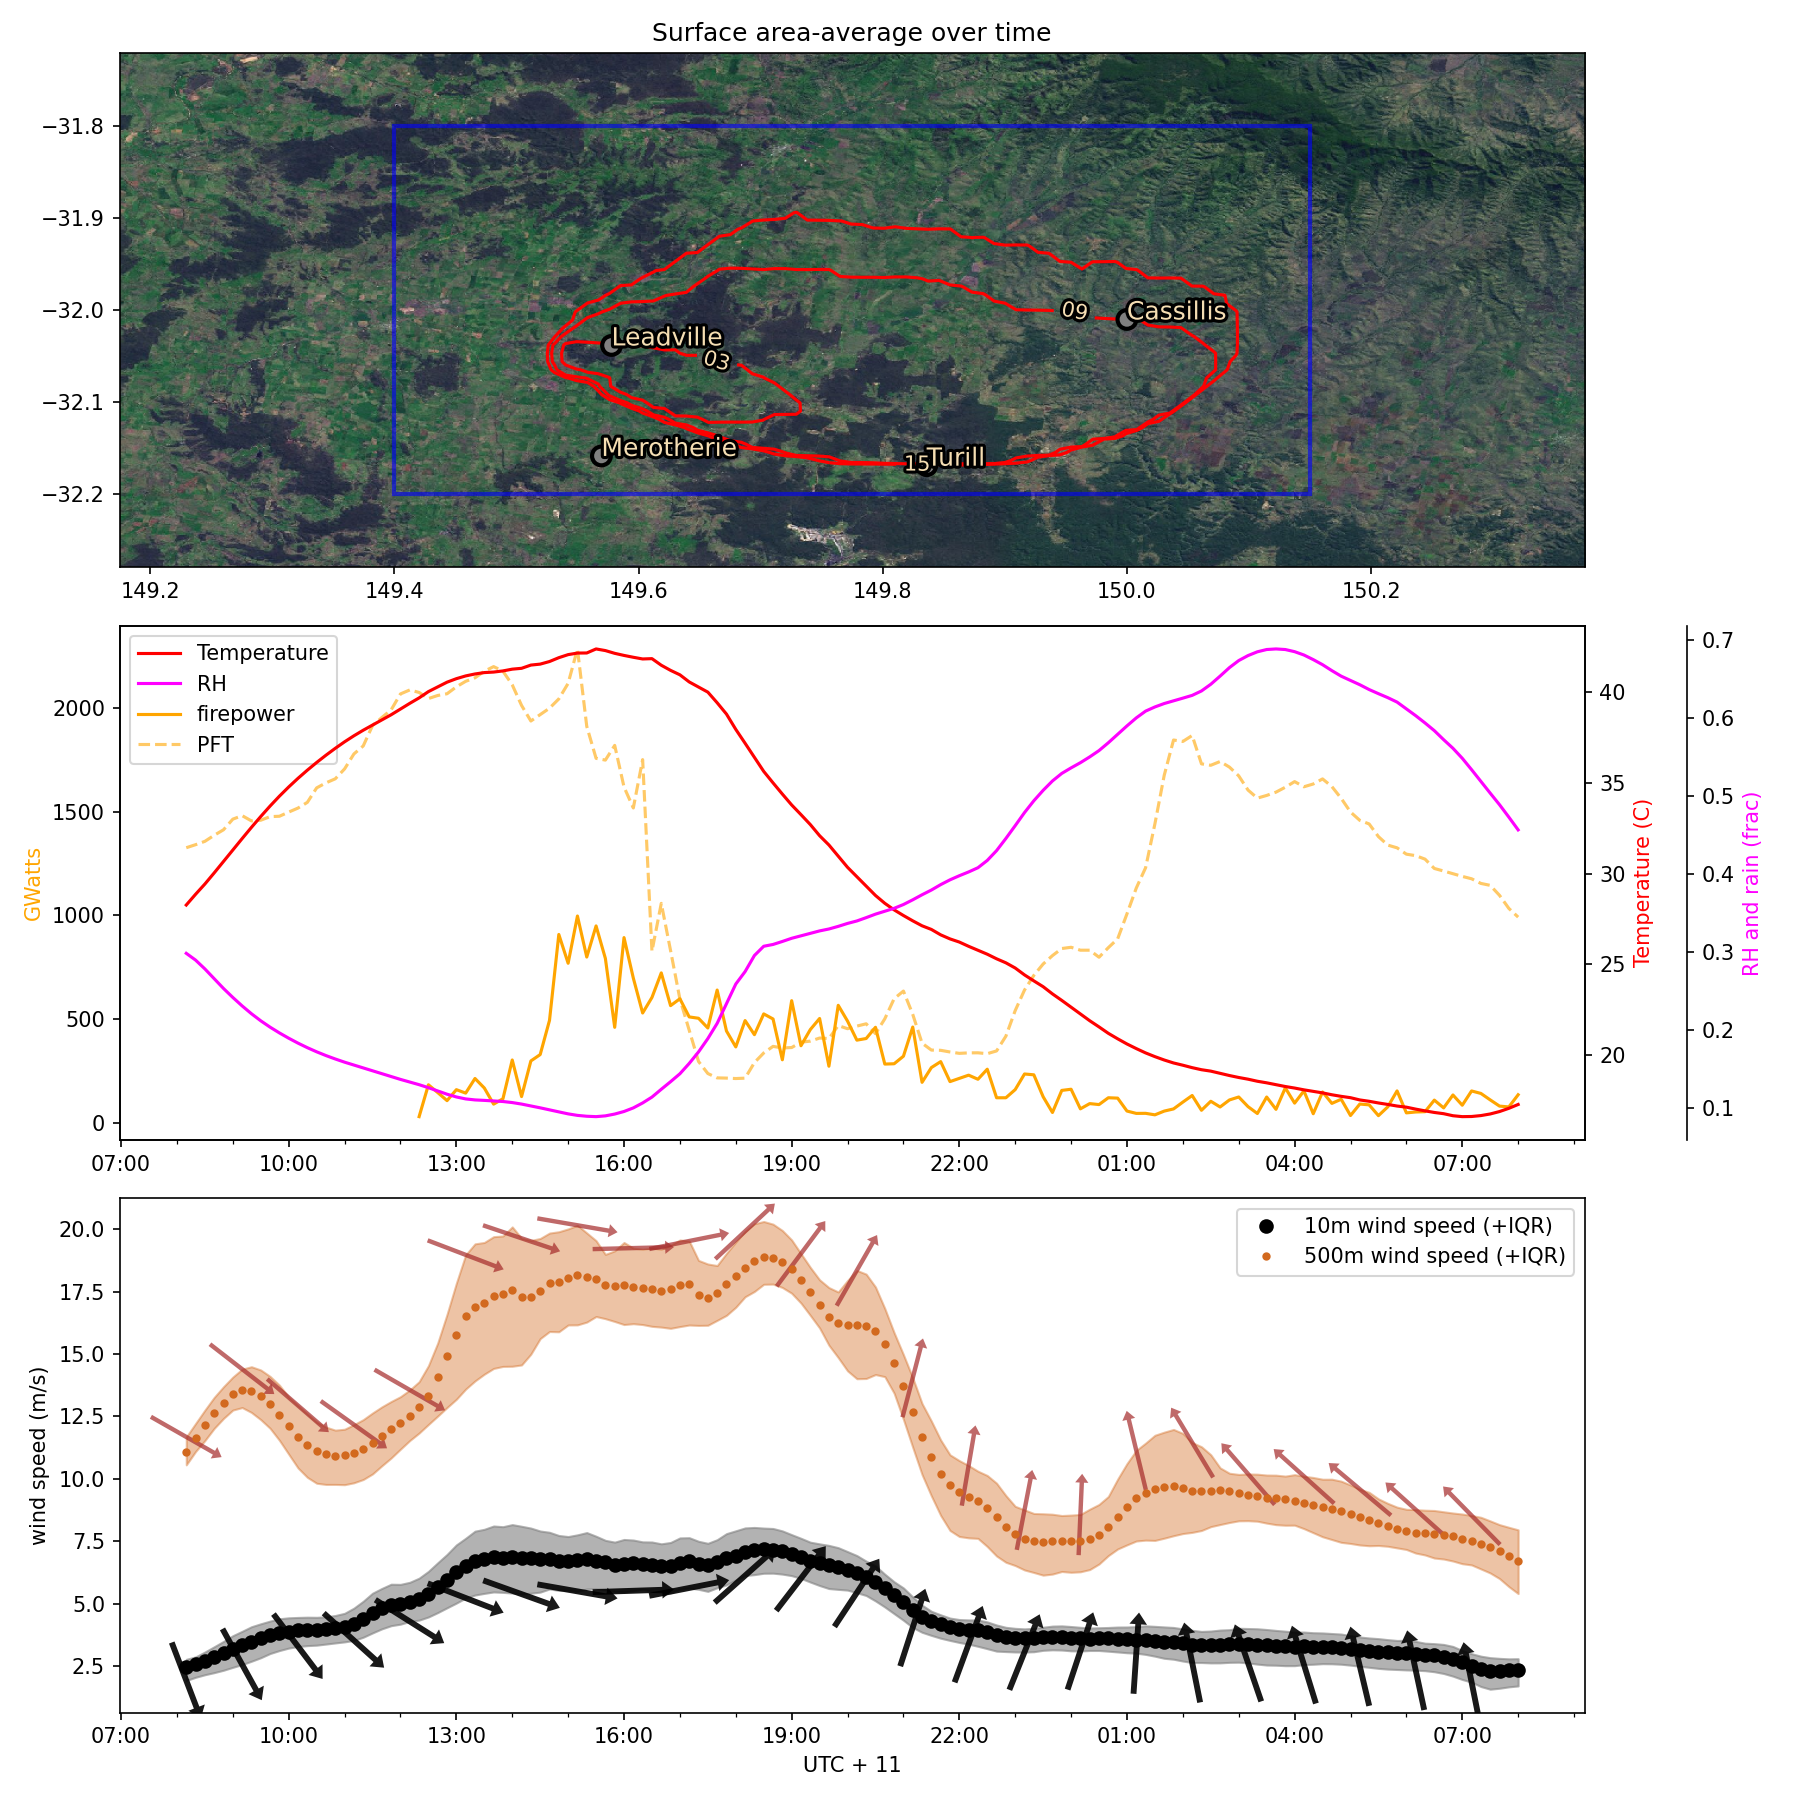 Surface area-average over time
−31.8
−31.9
−32.0
−32.1
−32.2
09
Cassillis
Leadville
03
Merotherie
15
Turill
149.2 149.4 149.6 149.8 150.0 150.2
Temperature
RH
firepower
PFT
GWatts
2000
1500
1000
500
0
40
35
30
25
20
Temperature (C)
0.7
0.6
0.5
0.4
0.3
0.2
0.1
RH and rain (frac)
07:00 10:00 13:00 16:00 19:00 22:00 01:00 04:00 07:00
10m wind speed (+IQR)
500m wind speed (+IQR)
wind speed (m/s)
20.0
17.5
15.0
12.5
10.0
7.5
5.0
2.5
07:00 10:00 13:00 16:00 19:00 22:00 01:00 04:00 07:00
UTC + 11